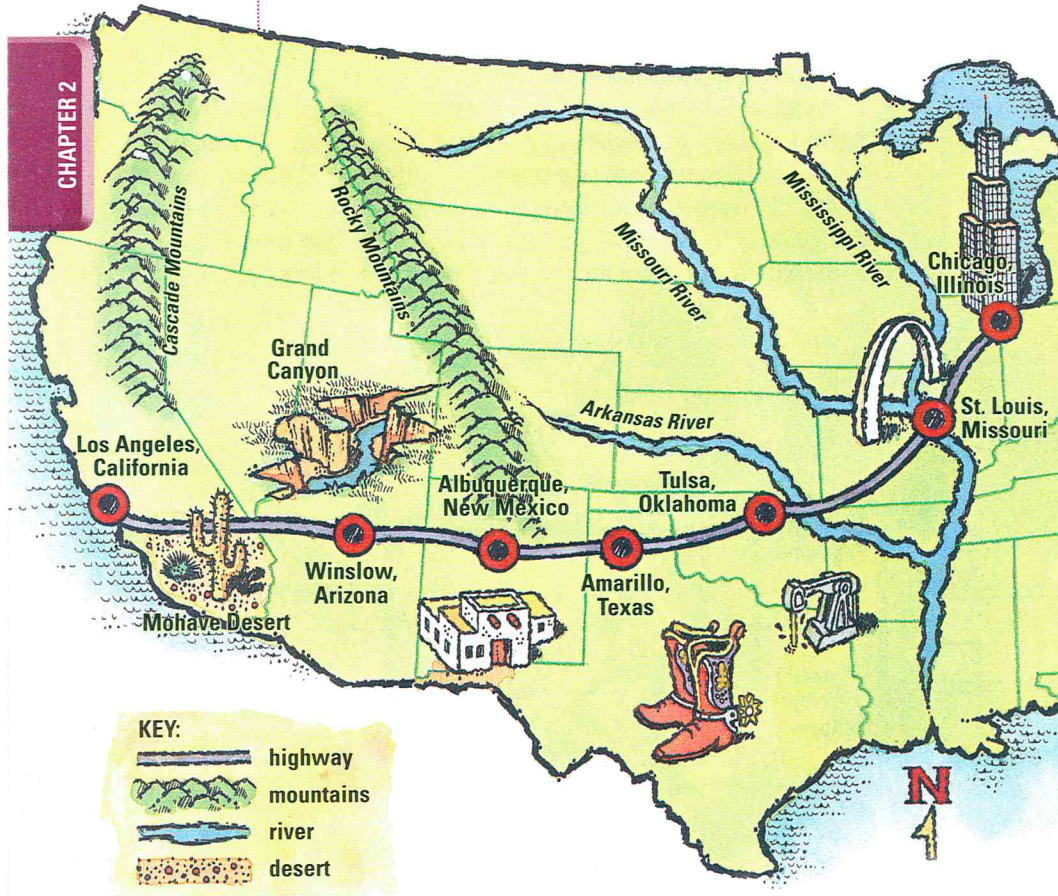 CHAPTER 2
Cascade Mountains
Rocky Mountains
Missouri River
Mississippi River
Chicago,
Illinois
Grand
Canyon
Arkansas River
St. Louis,
Missouri
Los Angeles,
California
Albuquerque,
New Mexico
Tulsa,
Oklahoma
Winslow,
Arizona
Amarillo,
Texas
Mohave Desert
KEY:
highway
mountains
river
desert
N